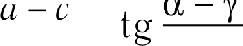 a – c tg α – γ